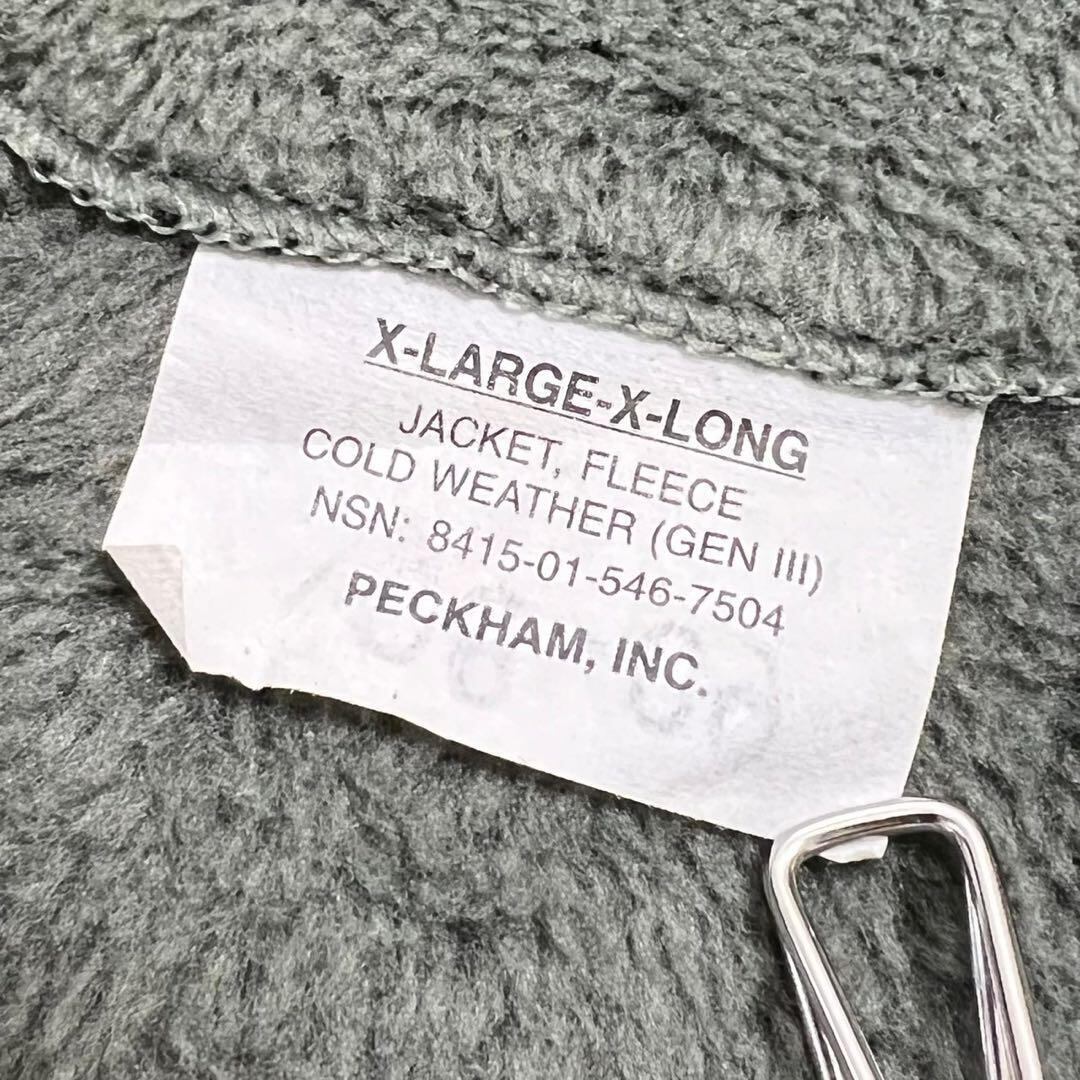 X-LARGE-X-LONG
JACKET, FLEECE
COLD WEATHER (GEN III)
NSN: 8415-01-546-7504
PECKHAM, INC.